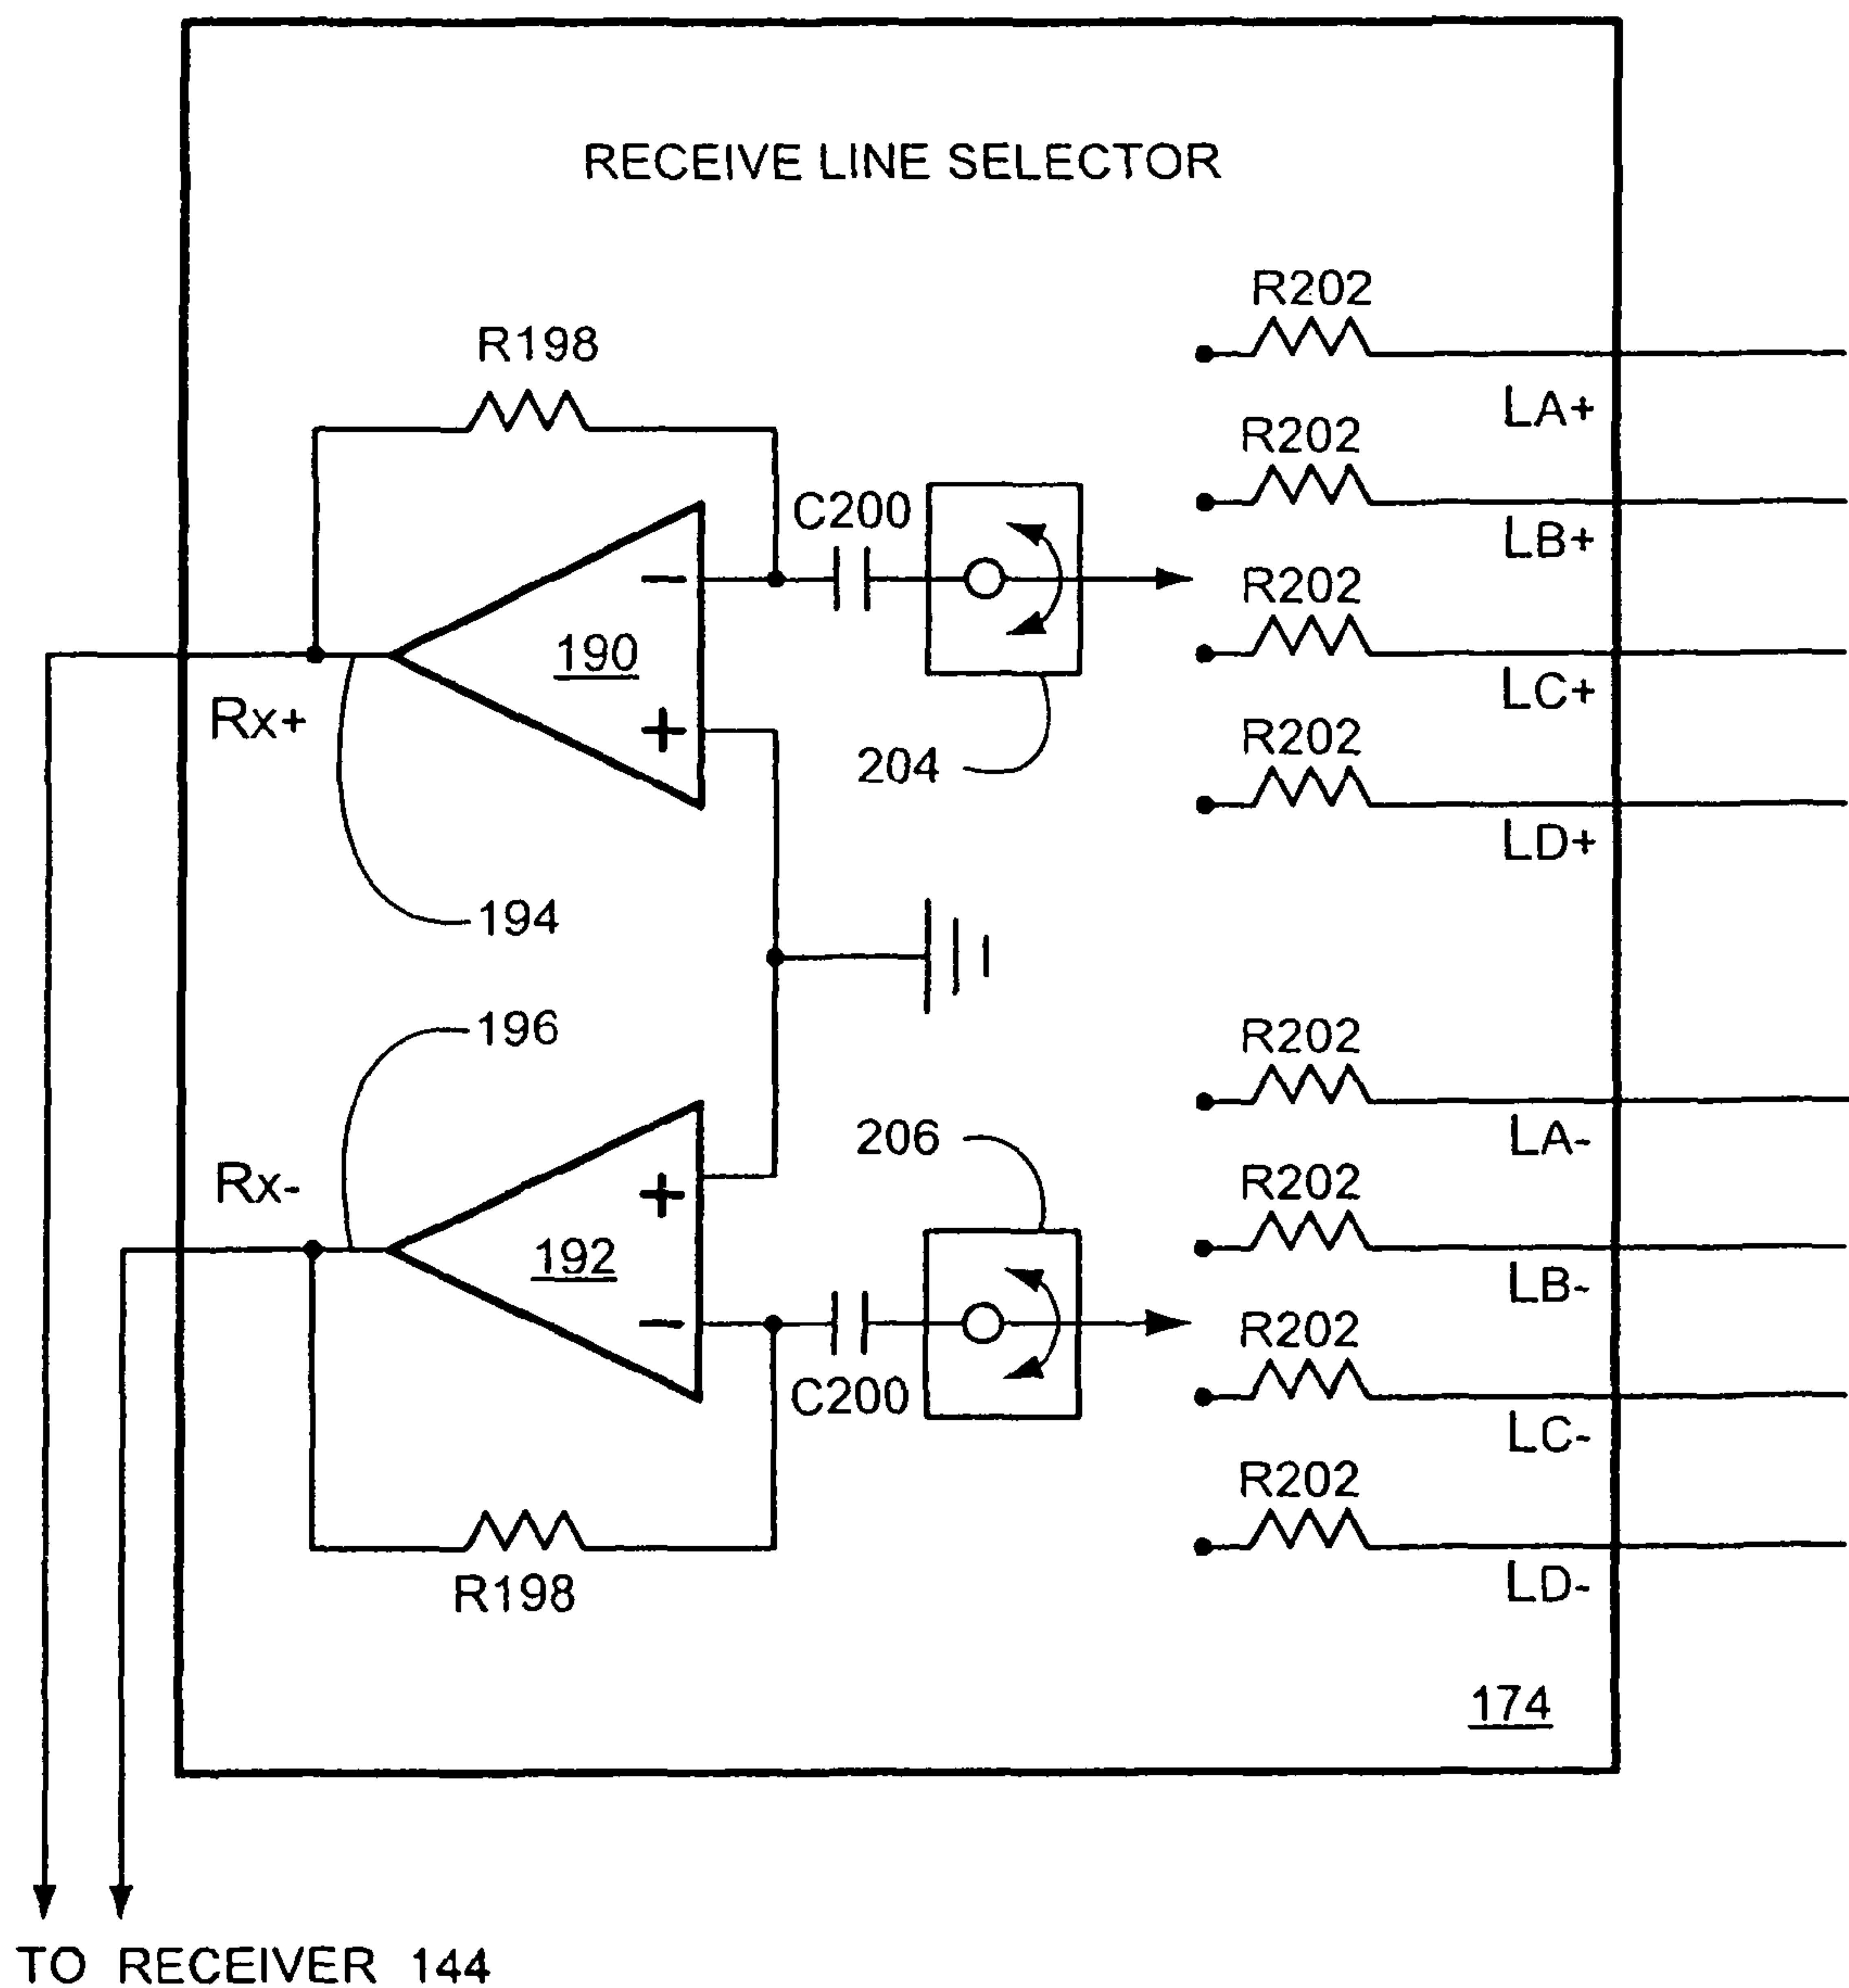 RECEIVE LINE SELECTOR
R202
R198
LA+
R202
C200
LB+
R202
190
LC+
Rx+
R202
204
LD+
194
196
R202
206
LA-
Rx-
R202
192
LB-
R202
C200
LC-
R202
R198
LD-
174
TO RECEIVER 144